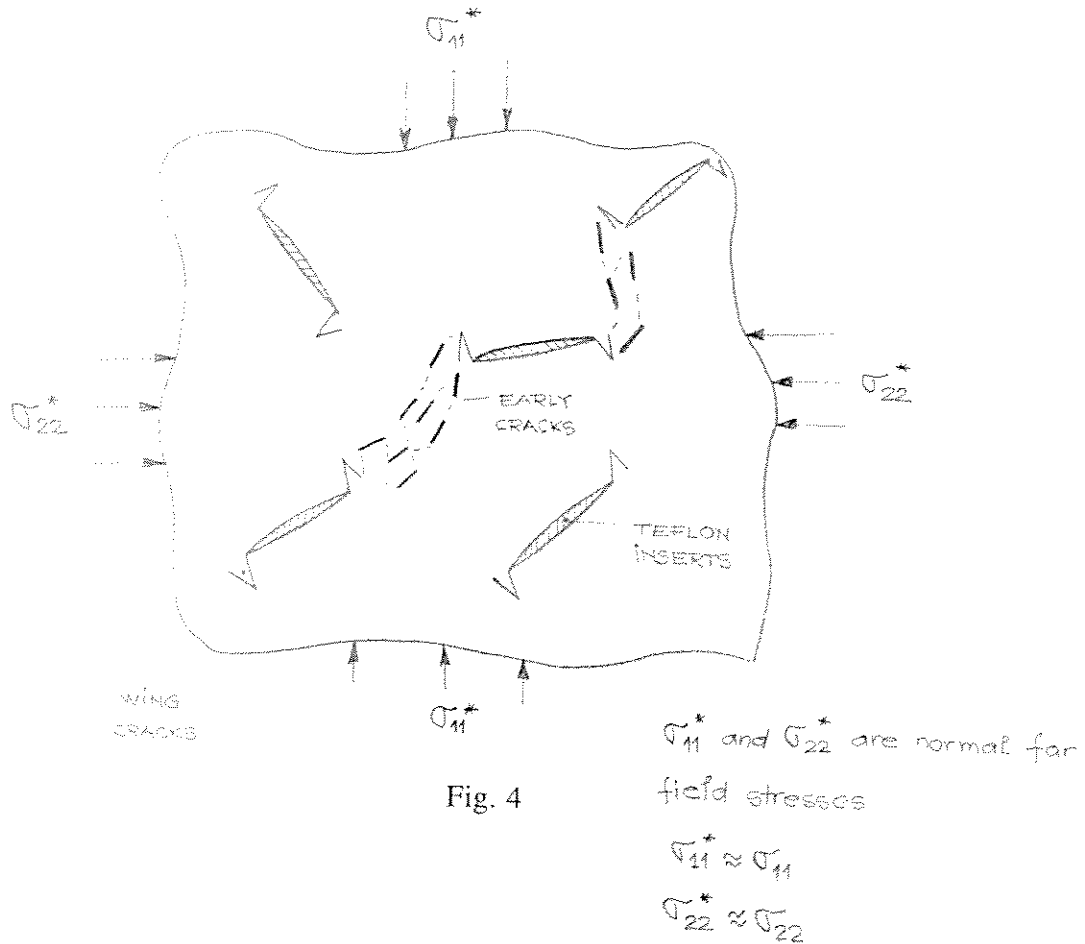 σ₁₁*
σ₂₂*
σ₂₂*
EARLY
CRACKS
TEFLON
INSERTS
WING
CRACKS
σ₁₁*
σ₁₁* and σ₂₂* are normal far
field stresses
Fig. 4
σ₁₁* ≈ σ₁₁
σ₂₂* ≈ σ₂₂